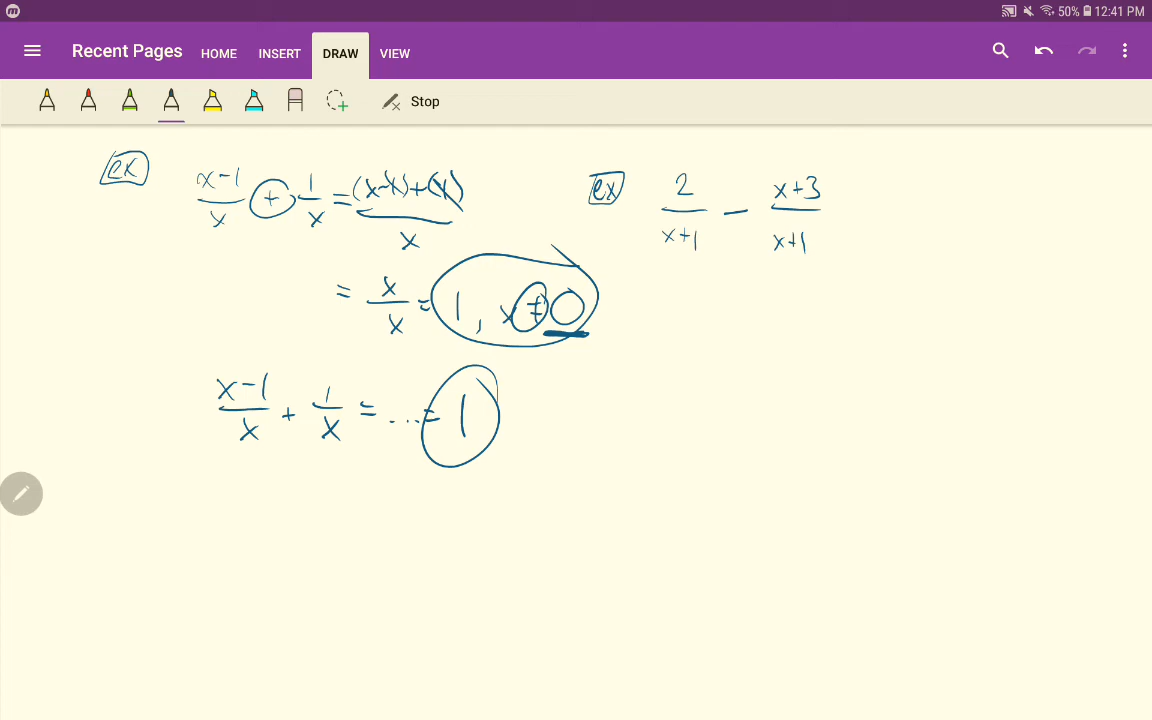 50% 12:41 PM
Recent Pages HOME INSERT DRAW VIEW
Stop
ex
x-1/x + 1/x = (x-1)+(1)/x
= x/x = 1, x ≠ 0
x-1/x + 1/x = ... = 1
ex
2/x+1 - x+3/x+1